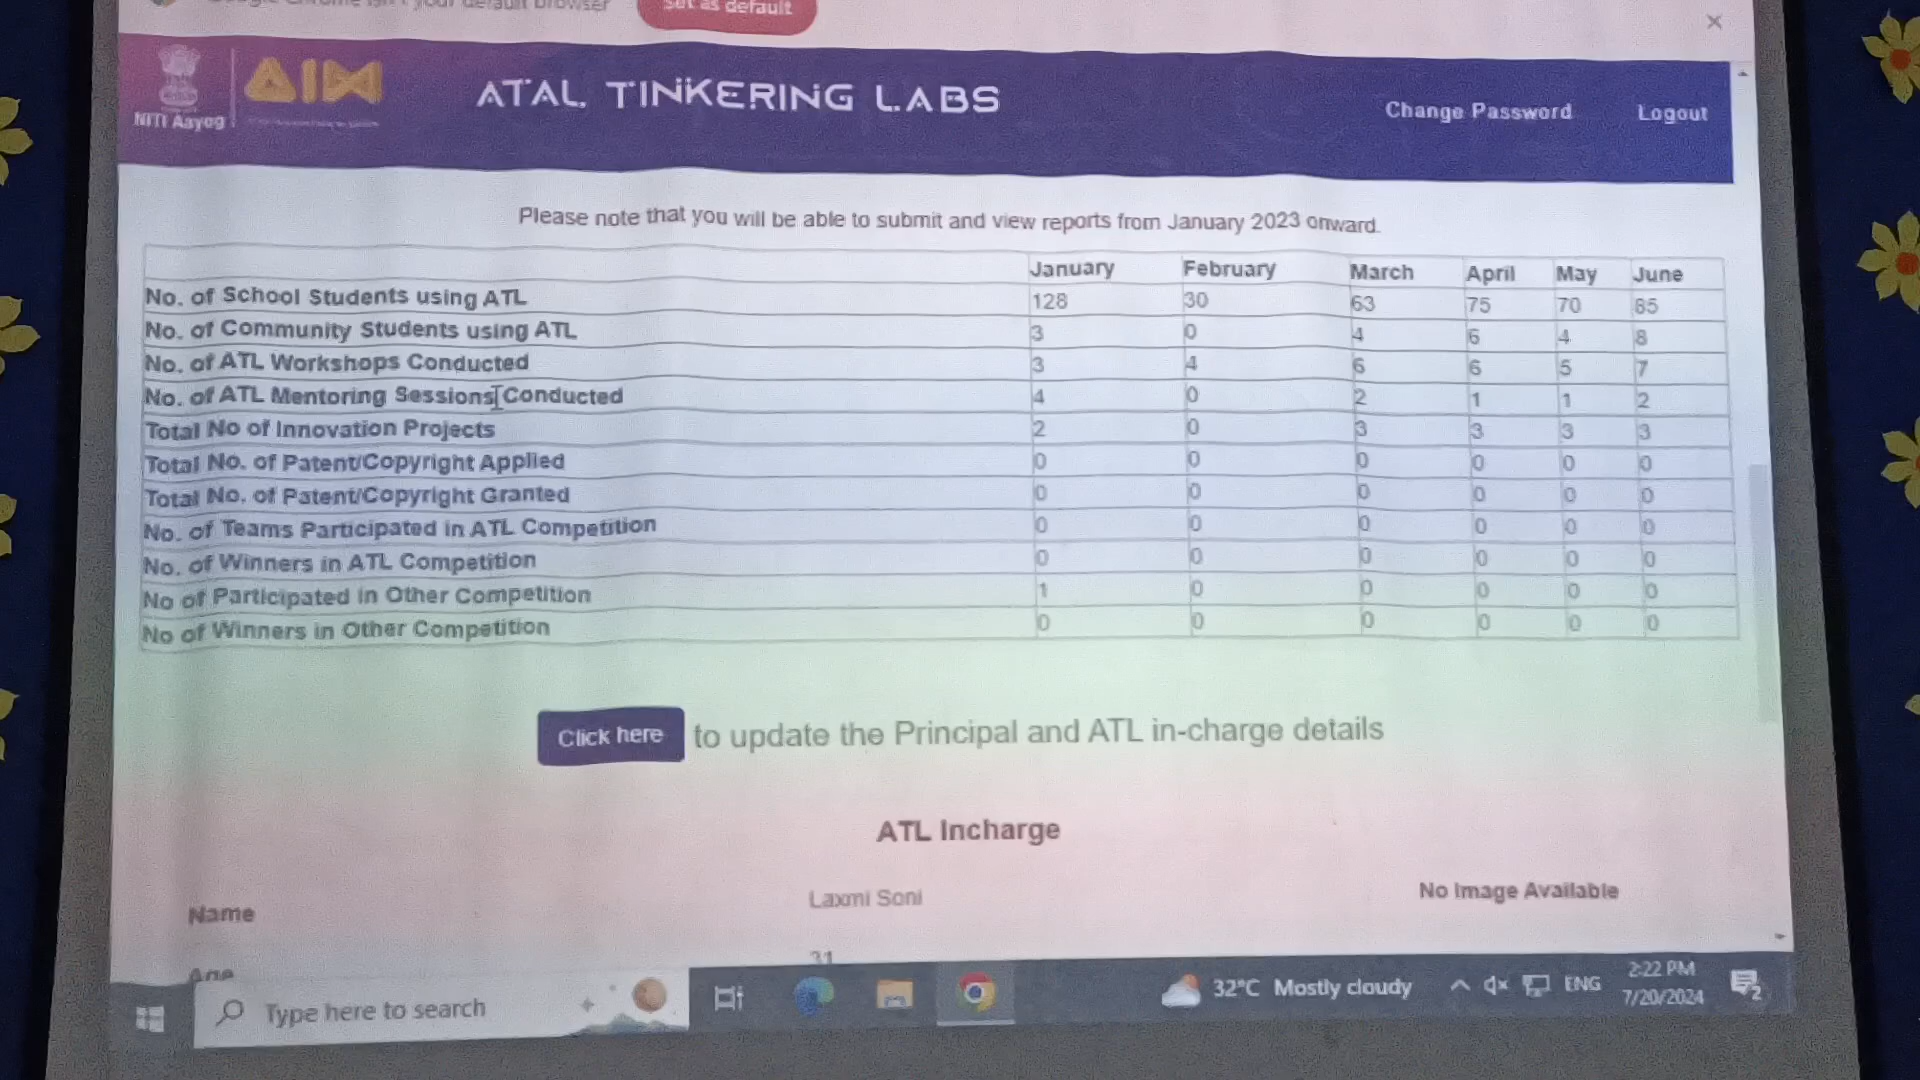 Google Chrome isn't your default browser Set as default
NITI Aayog AIM ATAL TINKERING LABS Change Password Logout
Please note that you will be able to submit and view reports from January 2023 onward.
January February March April May June
No. of School Students using ATL 128 30 63 75 70 85
No. of Community Students using ATL 3 0 4 6 4 8
No. of ATL Workshops Conducted 3 4 6 6 5 7
No. of ATL Mentoring Sessions Conducted 4 0 2 1 1 2
Total No of Innovation Projects 2 0 3 3 3 3
Total No. of Patent/Copyright Applied 0 0 0 0 0 0
Total No. of Patent/Copyright Granted 0 0 0 0 0 0
No. of Teams Participated in ATL Competition 0 0 0 0 0 0
No. of Winners in ATL Competition 0 0 0 0 0 0
No of Participated in Other Competition 1 0 0 0 0 0
No of Winners in Other Competition 0 0 0 0 0 0
Click here to update the Principal and ATL in-charge details
ATL Incharge
Name Laxmi Soni No Image Available
Age 31
Type here to search 32°C Mostly cloudy ENG 2:22 PM
7/20/2024 2